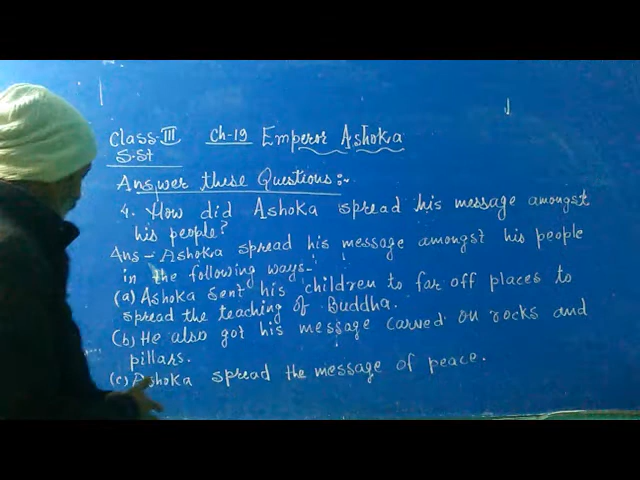 Class-III Ch-19 Emperor Ashoka
S.St
Answer these Questions:-
4. How did Ashoka spread his message amongst
his people?
Ans- Ashoka spread his message amongst his people
in the following ways-
(a) Ashoka sent his children to far off places to
spread the teaching of Buddha.
(b) He also got his message carved on rocks and
pillars.
(c) Ashoka spread the message of peace.